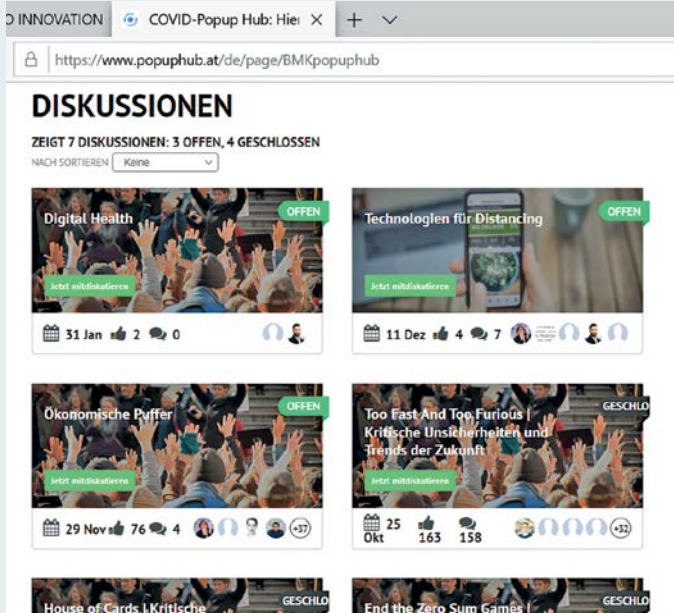 O INNOVATION
COVID-Popup Hub: Hie
https://www.popuphub.at/de/page/BMKpopuphub
DISKUSSIONEN
ZEIGT 7 DISKUSSIONEN: 3 OFFEN, 4 GESCHLOSSEN
NACH SORTIEREN Keine
Digital Health
OFFEN
Jetzt mitdiskutieren
31 Jan 2 0
Technologien für Distancing
OFFEN
Jetzt mitdiskutieren
11 Dez 4 7
Ökonomische Puffer
OFFEN
Jetzt mitdiskutieren
29 Nov 76 4 +37
Too Fast And Too Furious |
Kritische Unsicherheiten und
Trends der Zukunft
GESCHLO
Jetzt mitdiskutieren
25 Okt 163 158 +32
House of Cards | Kritische
GESCHLO
End the Zero Sum Games |
GESCHLO